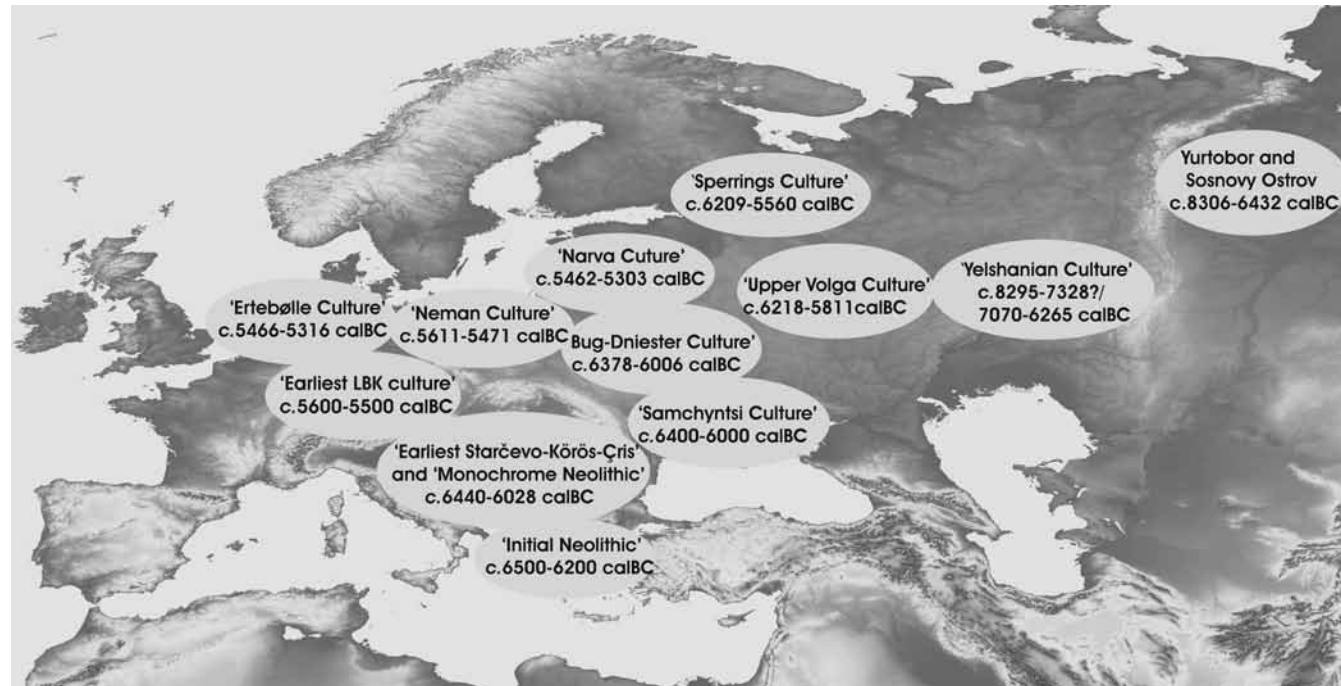 Yurtobor and
Sosnovy Ostrov
c.8306-6432 calBC
'Sperrings Culture'
c.6209-5560 calBC
'Narva Cuture'
c.5462-5303 calBC
'Upper Volga Culture'
c.6218-5811calBC
'Yelshanian Culture'
c.8295-7328?/
7070-6265 calBC
'Ertebølle Culture'
c.5466-5316 calBC
'Neman Culture'
c.5611-5471 calBC
Bug-Dniester Culture'
c.6378-6006 calBC
'Earliest LBK culture'
c.5600-5500 calBC
'Samchyntsi Culture'
c.6400-6000 calBC
'Earliest Starčevo-Körös-Çris'
and 'Monochrome Neolithic'
c.6440-6028 calBC
'Initial Neolithic'
c.6500-6200 calBC